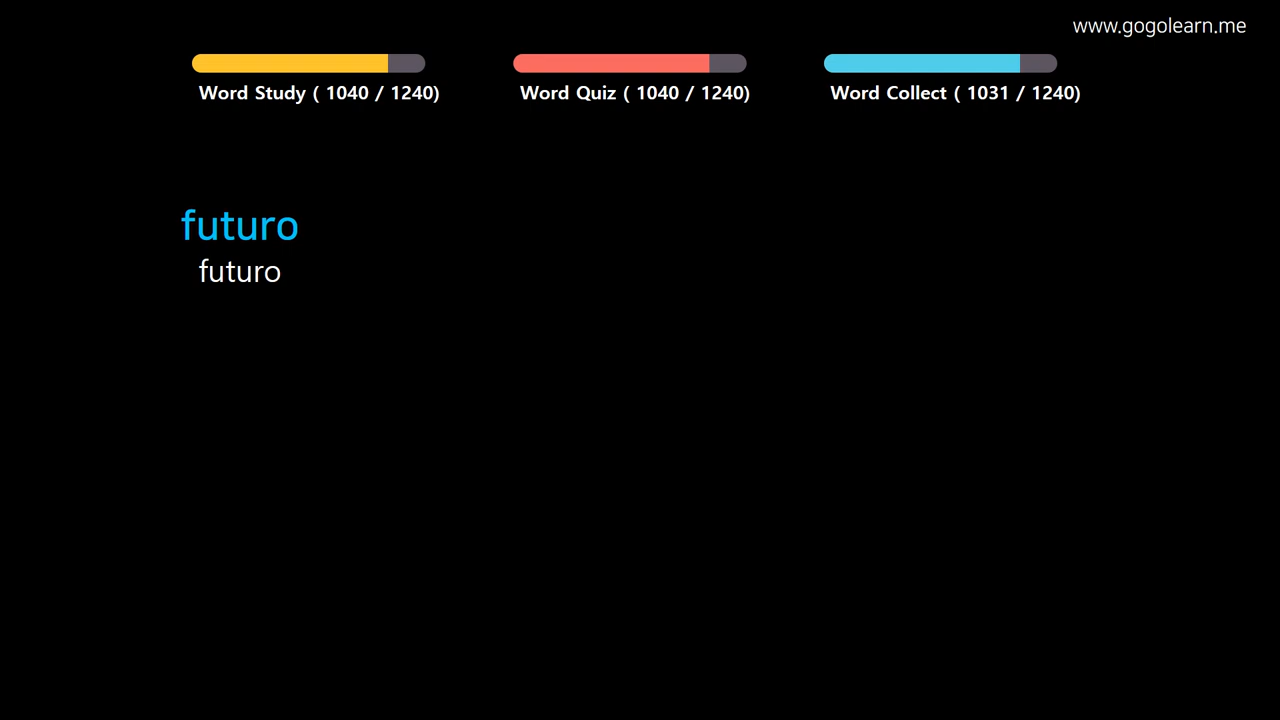 www.gogolearn.me
Word Study ( 1040 / 1240)
Word Quiz ( 1040 / 1240)
Word Collect ( 1031 / 1240)
futuro
futuro